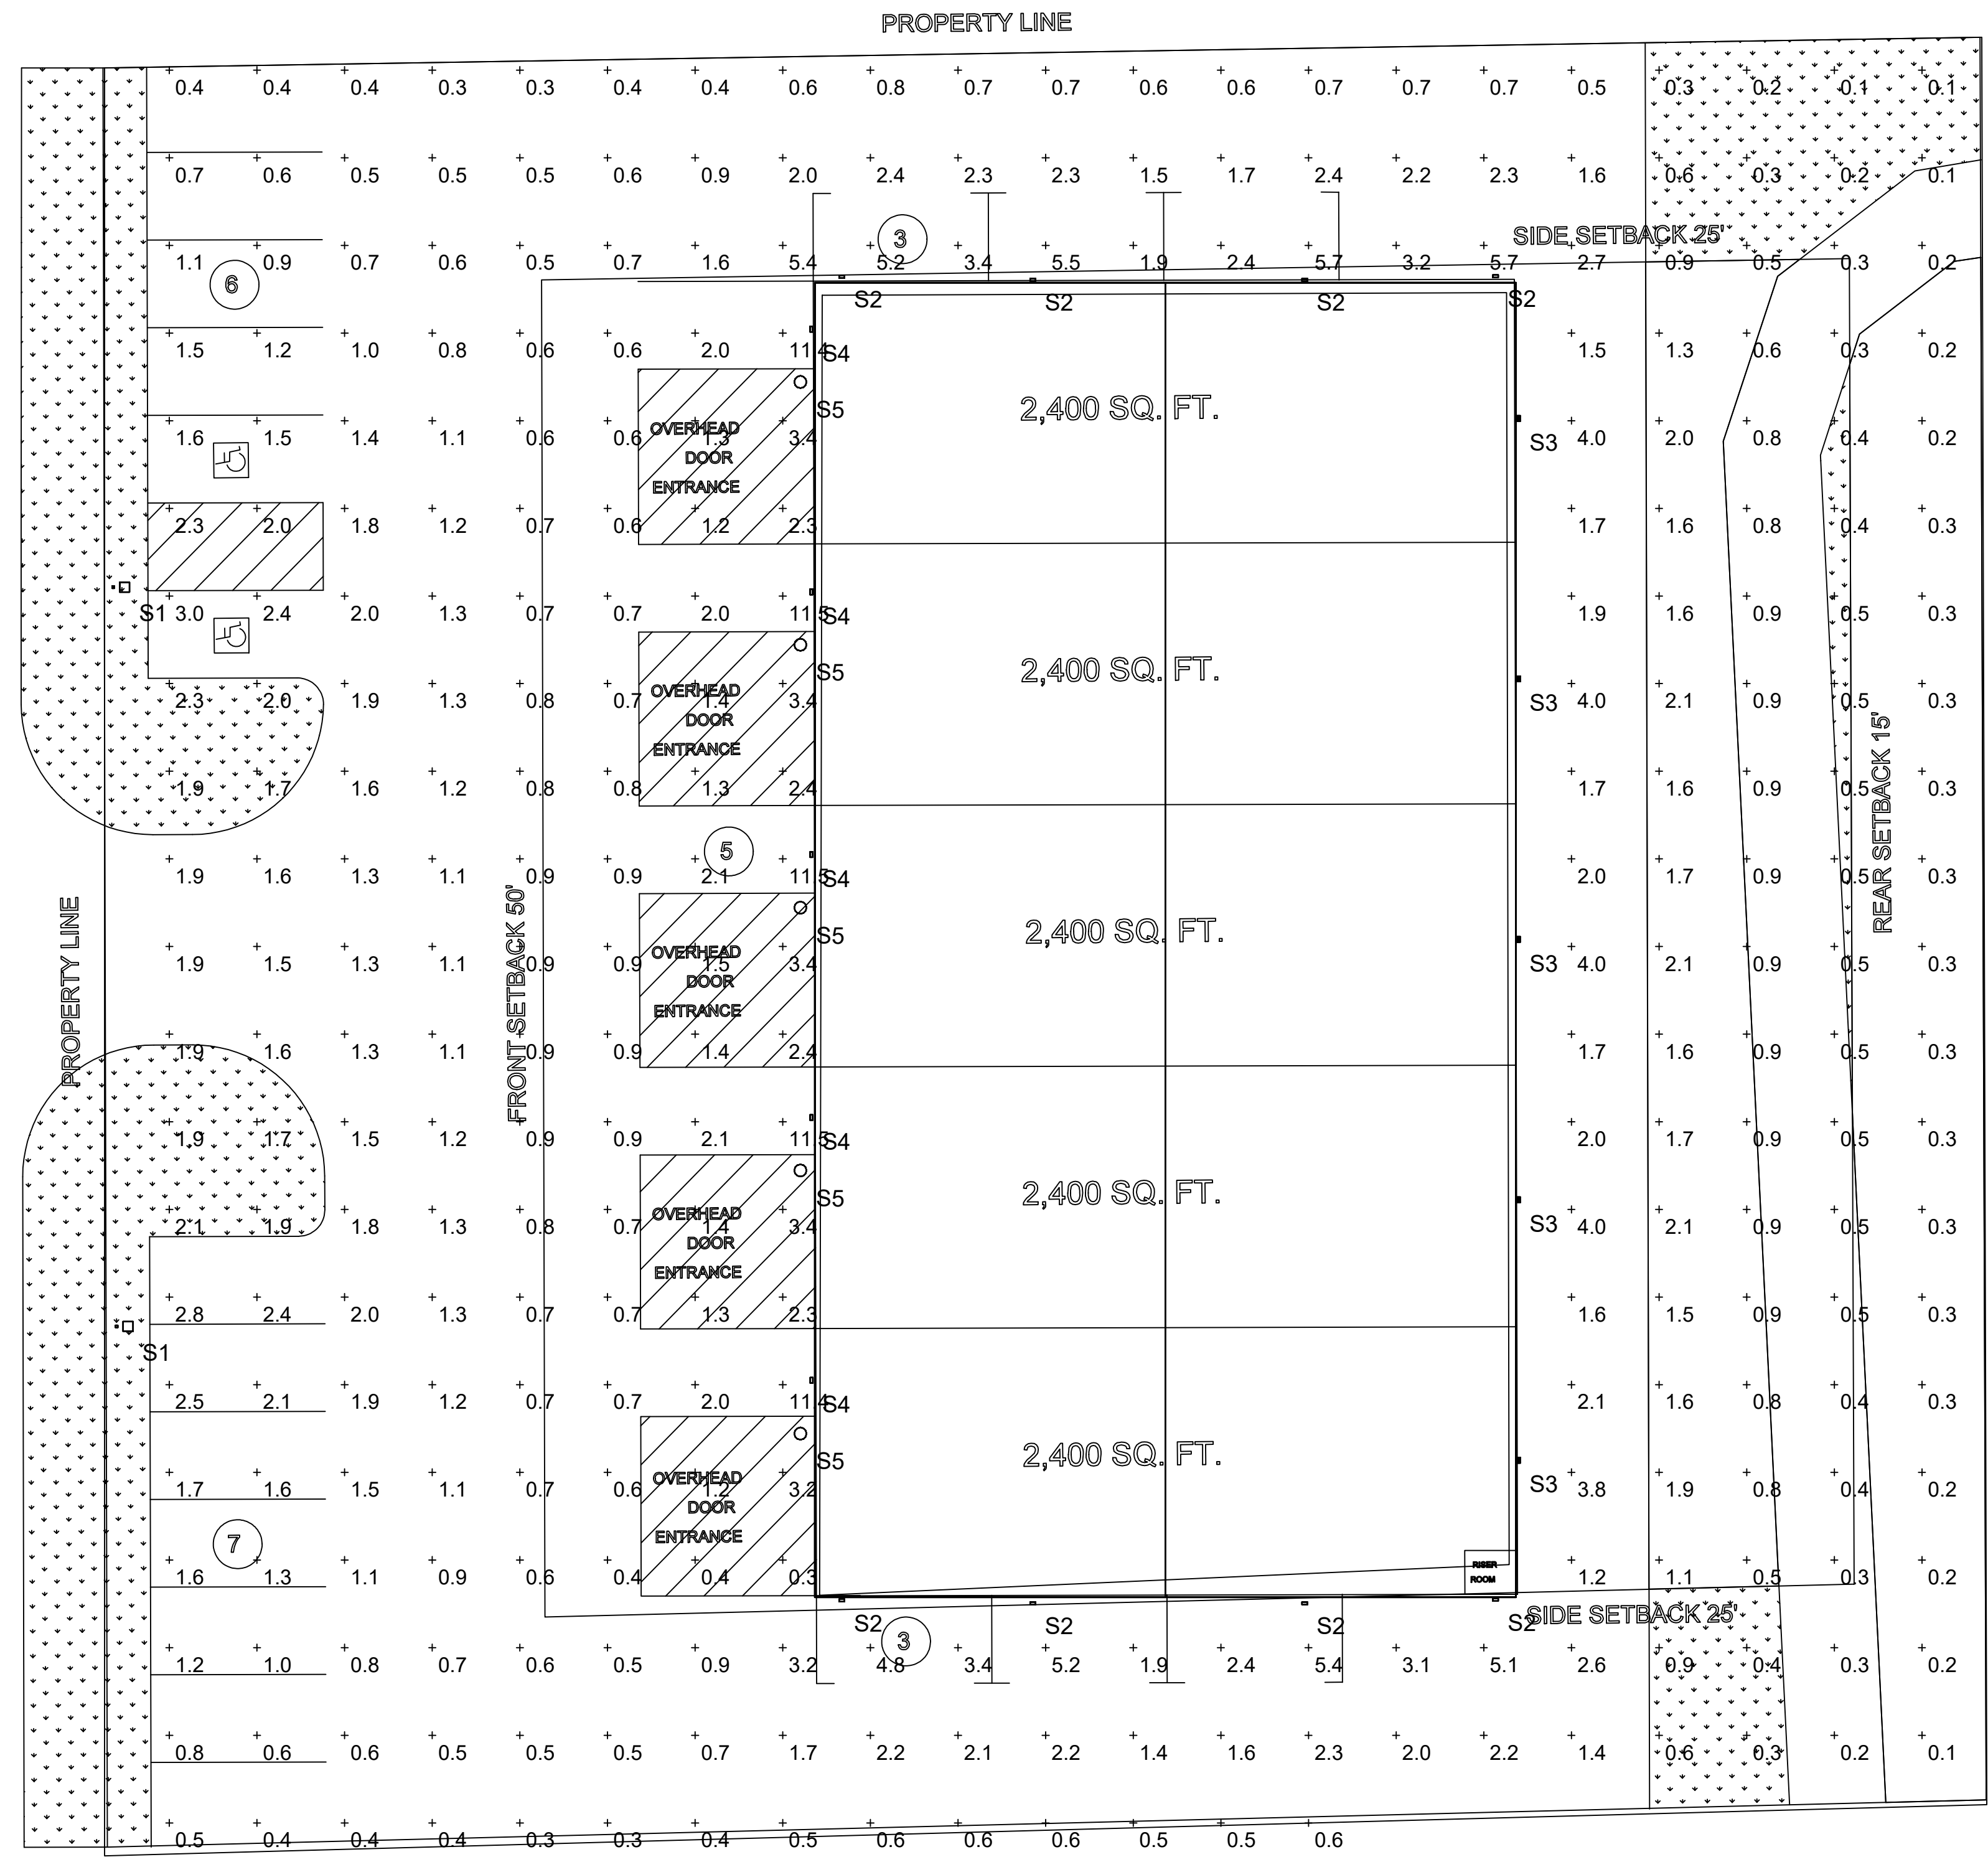 PROPERTY LINE
0.4 0.4 0.4 0.3 0.3 0.4 0.4 0.6 0.8 0.7 0.7 0.6 0.6 0.7 0.7 0.7 0.5 0.3 0.2 0.1 0.1
0.7 0.6 0.5 0.5 0.5 0.6 0.9 2.0 2.4 2.3 2.3 1.5 1.7 2.4 2.2 2.3 1.6 0.6 0.3 0.2 0.1
3 SIDE SETBACK 25'
1.1 0.9 0.7 0.6 0.5 0.7 1.6 5.4 5.2 3.4 5.5 1.9 2.4 5.7 3.2 5.7 2.7 0.9 0.5 0.3 0.2
6
S2 S2 S2 S2
1.5 1.2 1.0 0.8 0.6 0.6 2.0 11.4 S4 1.5 1.3 0.6 0.3 0.2
S5 2,400 SQ. FT.
OVERHEAD
1.6 1.5 1.4 1.1 0.6 0.6 1.3 3.4 S3 4.0 2.0 0.8 0.4 0.2
DOOR
ENTRANCE
2.3 2.0 1.8 1.2 0.7 0.6 1.2 2.3 1.7 1.6 0.8 0.4 0.3
S1 3.0 2.4 2.0 1.3 0.7 0.7 2.0 11.5 S4 1.9 1.6 0.9 0.5 0.3
S5 2,400 SQ. FT.
OVERHEAD
2.3 2.0 1.9 1.3 0.8 0.7 1.4 3.4 S3 4.0 2.1 0.9 0.5 0.3
DOOR
ENTRANCE
1.9 1.7 1.6 1.2 0.8 0.8 1.3 2.4 1.7 1.6 0.9 0.5 0.3
REAR SETBACK 15'
5
1.9 1.6 1.3 1.1 0.9 0.9 2.1 11.5 S4 2.0 1.7 0.9 0.5 0.3
PROPERTY LINE
FRONT SETBACK 50'
S5 2,400 SQ. FT.
OVERHEAD
1.9 1.5 1.3 1.1 0.9 0.9 1.5 3.4 S3 4.0 2.1 0.9 0.5 0.3
DOOR
ENTRANCE
1.9 1.6 1.3 1.1 0.9 0.9 1.4 2.4 1.7 1.6 0.9 0.5 0.3
1.9 1.7 1.5 1.2 0.9 0.9 2.1 11.5 S4 2.0 1.7 0.9 0.5 0.3
S5 2,400 SQ. FT.
OVERHEAD
2.1 1.9 1.8 1.3 0.8 0.7 1.4 3.4 S3 4.0 2.1 0.9 0.5 0.3
DOOR
ENTRANCE
2.8 2.4 2.0 1.3 0.7 0.7 1.3 2.3 1.6 1.5 0.9 0.5 0.3
S1
2.5 2.1 1.9 1.2 0.7 0.7 2.0 11.4 S4 2.1 1.6 0.8 0.4 0.3
S5 2,400 SQ. FT.
OVERHEAD
1.7 1.6 1.5 1.1 0.7 0.6 1.2 3.2 S3 3.8 1.9 0.8 0.4 0.2
DOOR
ENTRANCE
7
RISER
ROOM
1.6 1.3 1.1 0.9 0.6 0.4 0.4 0.3 1.2 1.1 0.5 0.3 0.2
S2 S2 S2 S2 SIDE SETBACK 25'
3
1.2 1.0 0.8 0.7 0.6 0.5 0.9 3.2 4.8 3.4 5.2 1.9 2.4 5.4 3.1 5.1 2.6 0.9 0.4 0.3 0.2
0.8 0.6 0.6 0.5 0.5 0.5 0.7 1.7 2.2 2.1 2.2 1.4 1.6 2.3 2.0 2.2 1.4 0.6 0.3 0.2 0.1
0.5 0.4 0.4 0.4 0.3 0.3 0.4 0.5 0.6 0.6 0.6 0.5 0.5 0.6